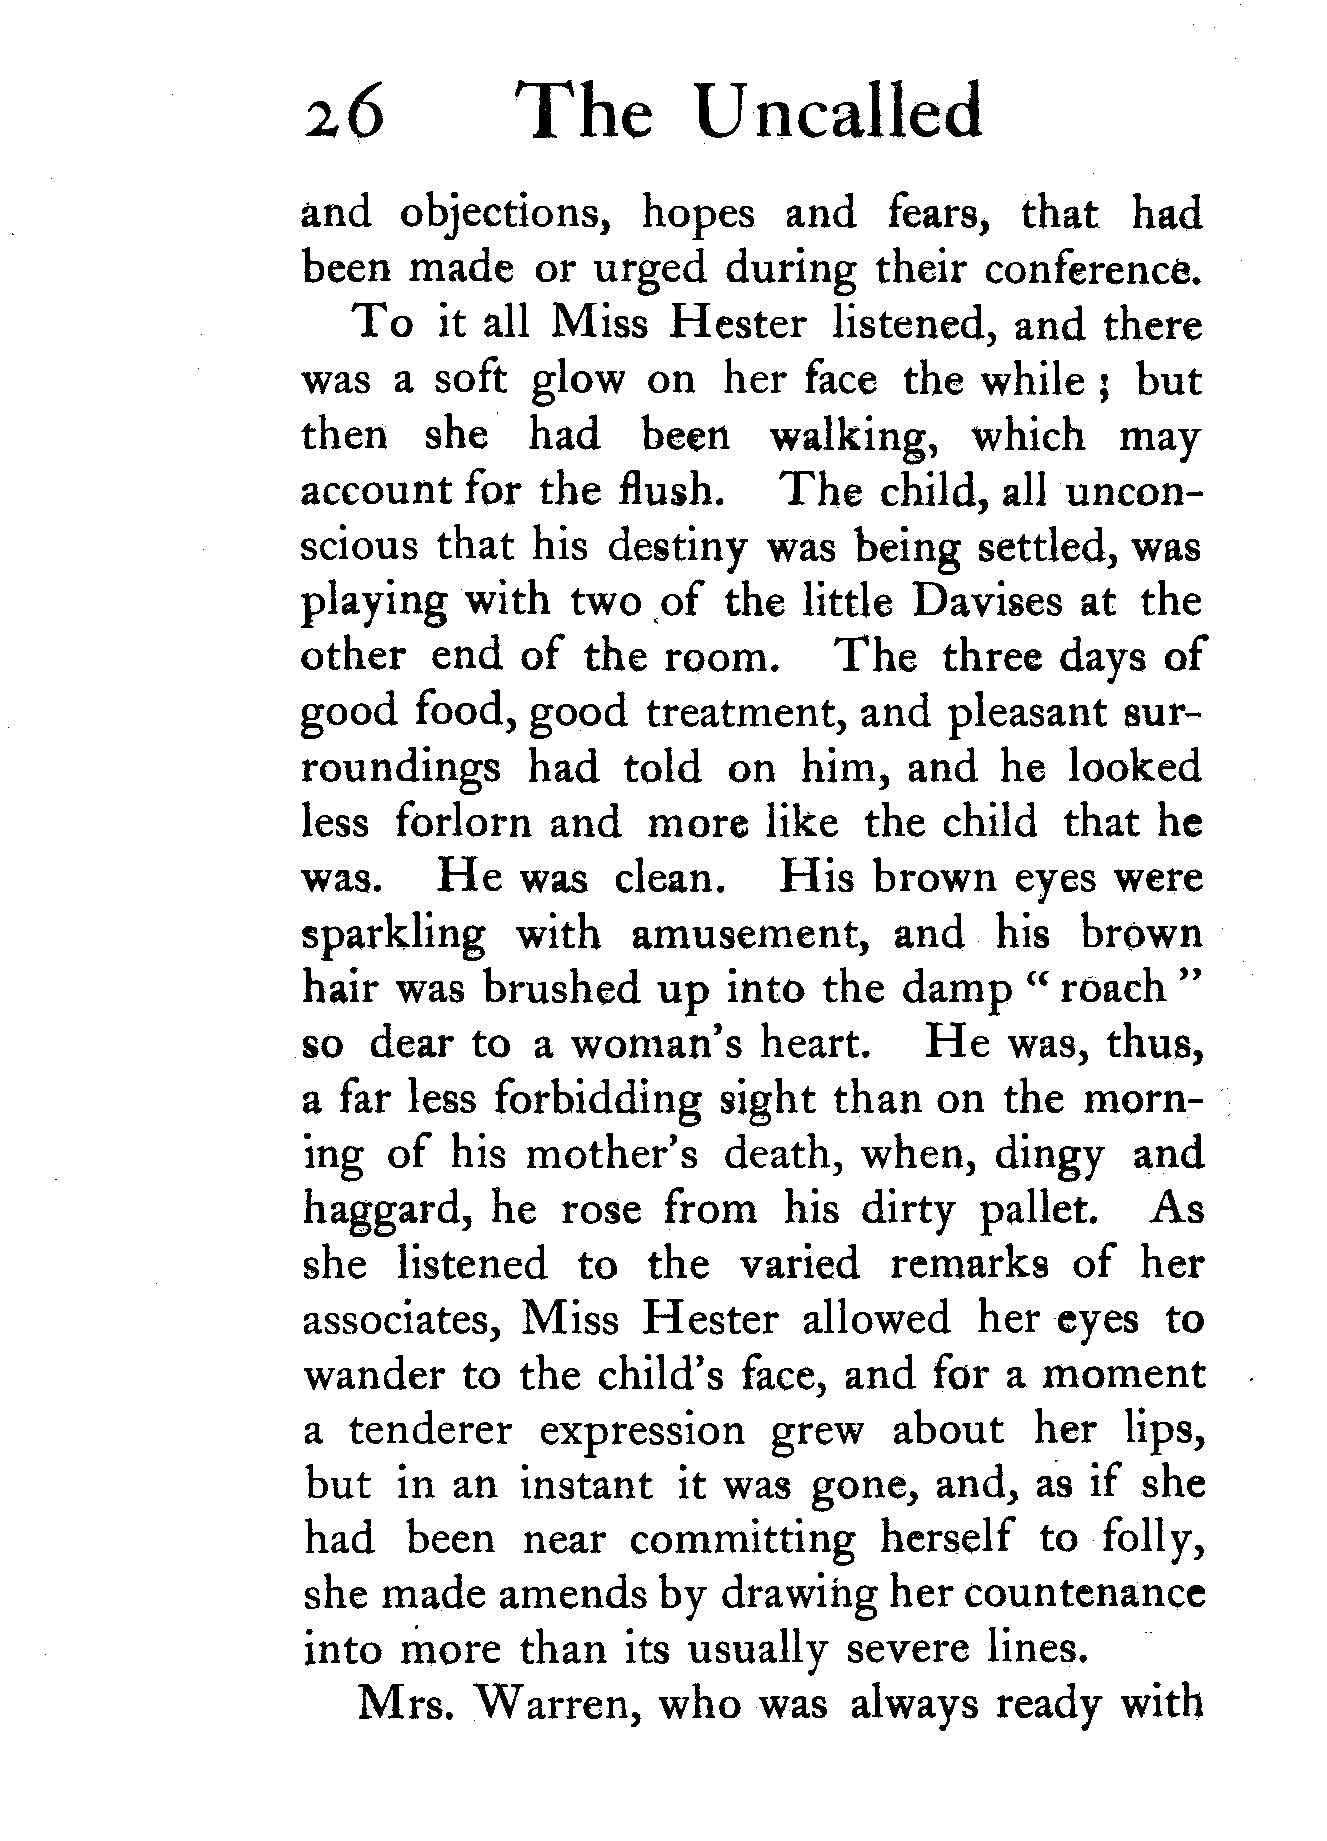 26 The Uncalled
and objections, hopes and fears, that had
been made or urged during their conference.
To it all Miss Hester listened, and there
was a soft glow on her face the while ; but
then she had been walking, which may
account for the flush. The child, all uncon-
scious that his destiny was being settled, was
playing with two of the little Davises at the
other end of the room. The three days of
good food, good treatment, and pleasant sur-
roundings had told on him, and he looked
less forlorn and more like the child that he
was. He was clean. His brown eyes were
sparkling with amusement, and his brown
hair was brushed up into the damp “ roach ”
so dear to a woman's heart. He was, thus,
a far less forbidding sight than on the morn-
ing of his mother's death, when, dingy and
haggard, he rose from his dirty pallet. As
she listened to the varied remarks of her
associates, Miss Hester allowed her eyes to
wander to the child's face, and for a moment
a tenderer expression grew about her lips,
but in an instant it was gone, and, as if she
had been near committing herself to folly,
she made amends by drawing her countenance
into more than its usually severe lines.
Mrs. Warren, who was always ready with